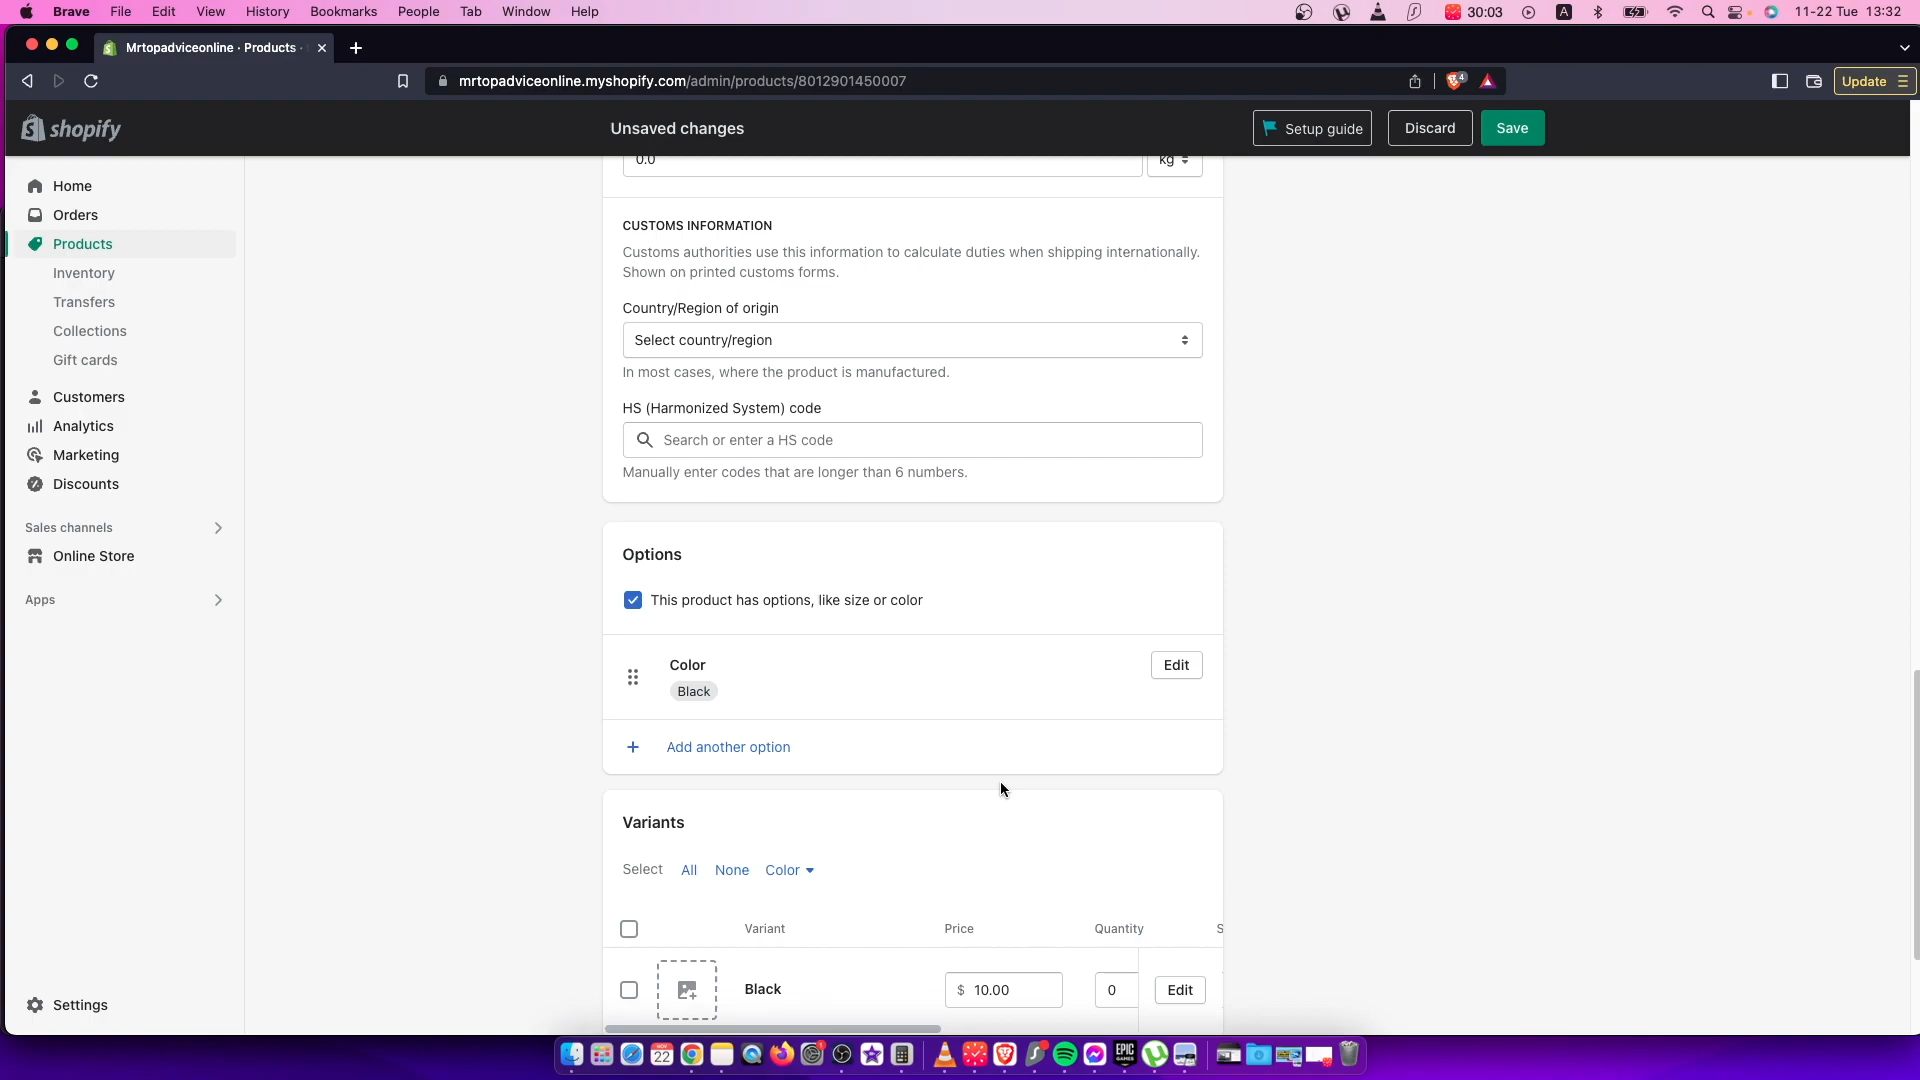 Brave File Edit View History Bookmarks People Tab Window Help
30:03 A 11-22 Tue 13:32
Mrtopadviceonline · Products ·
mrtopadviceonline.myshopify.com/admin/products/8012901450007
4
Update
shopify
Unsaved changes
Setup guide
Discard
Save
Home
Orders
Products
Inventory
Transfers
Collections
Gift cards
Customers
Analytics
Marketing
Discounts
Sales channels
Online Store
Apps
Settings
0.0
kg
CUSTOMS INFORMATION
Customs authorities use this information to calculate duties when shipping internationally.
Shown on printed customs forms.
Country/Region of origin
Select country/region
In most cases, where the product is manufactured.
HS (Harmonized System) code
Search or enter a HS code
Manually enter codes that are longer than 6 numbers.
Options
This product has options, like size or color
Color
Edit
Black
Add another option
Variants
Select All None Color
Variant Price Quantity S
Black $ 10.00 0 Edit
NOV
22
EPIC
GAMES